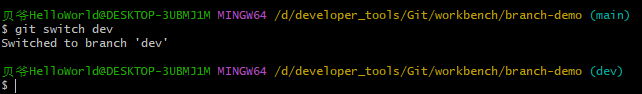 贝爷HelloWorld@DESKTOP-3UBMJ1M MINGW64 /d/developer_tools/Git/workbench/branch-demo (main)
$ git switch dev
Switched to branch 'dev'
贝爷HelloWorld@DESKTOP-3UBMJ1M MINGW64 /d/developer_tools/Git/workbench/branch-demo (dev)
$